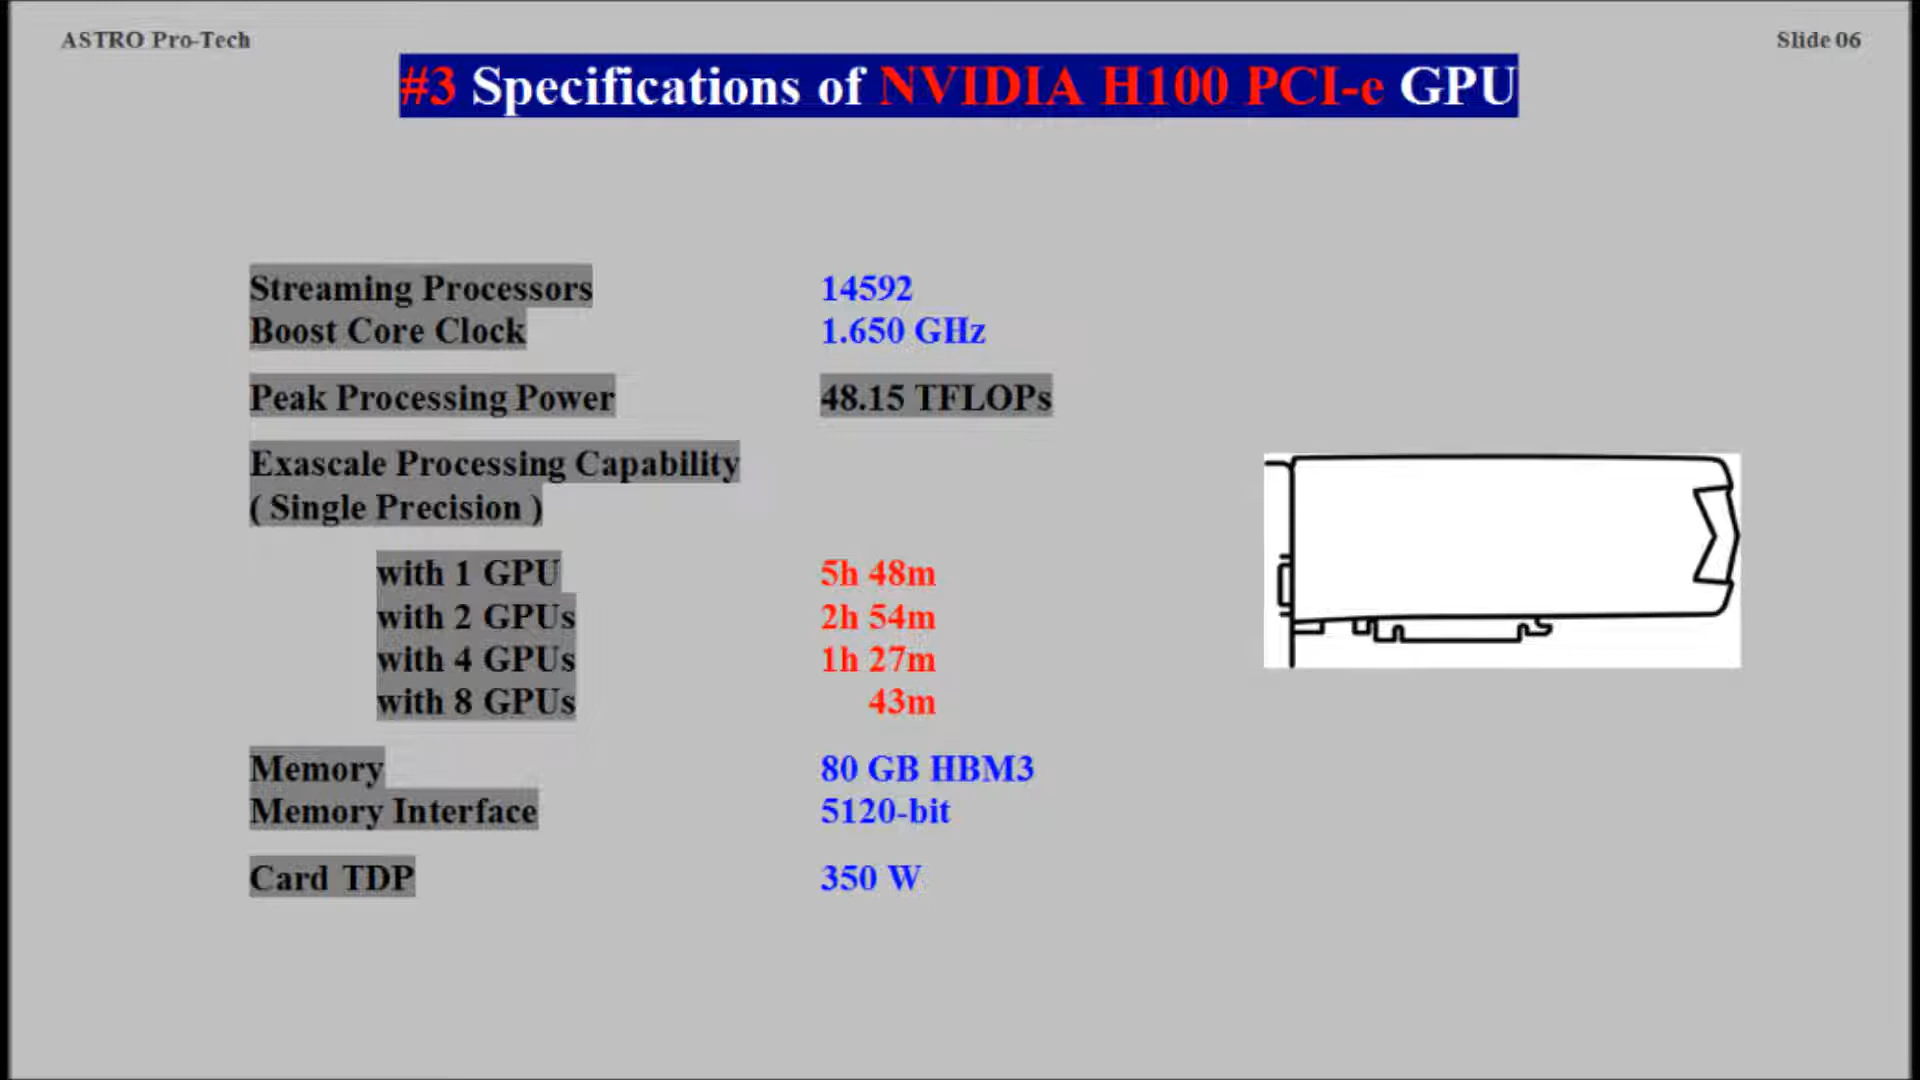 ASTRO Pro-Tech
Slide 06
#3 Specifications of NVIDIA H100 PCI-e GPU
Streaming Processors 14592
Boost Core Clock 1.650 GHz
Peak Processing Power 48.15 TFLOPs
Exascale Processing Capability
( Single Precision )
with 1 GPU 5h 48m
with 2 GPUs 2h 54m
with 4 GPUs 1h 27m
with 8 GPUs 43m
Memory 80 GB HBM3
Memory Interface 5120-bit
Card TDP 350 W